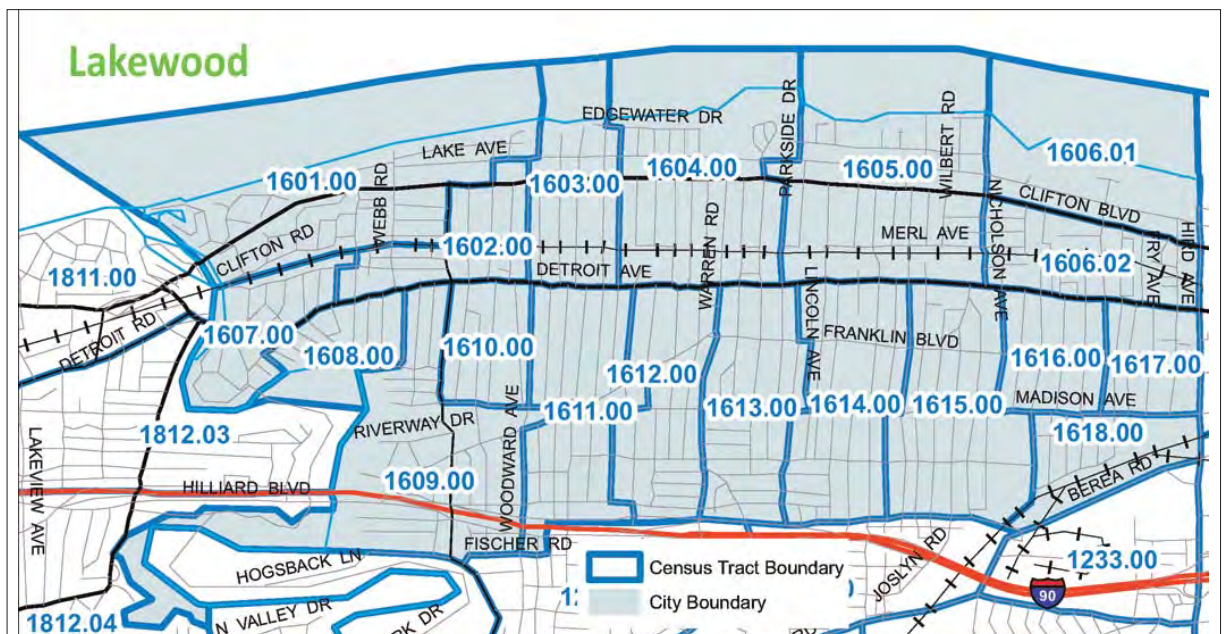 Lakewood
EDGEWATER DR
PARKSIDE DR
WILBERT RD
LAKE AVE
1601.00
WEBB RD
1603.00
1604.00
1605.00
1606.01
CLIFTON BLVD
NICHOLSON AVE
CLIFTON RD
1602.00
WARREN RD
MERL AVE
1606.02
FRY AVE
HIRD AVE
1811.00
DETROIT AVE
DETROIT RD
1607.00
1608.00
1610.00
1612.00
LINCOLN AVE
FRANKLIN BLVD
1616.00
1617.00
1611.00
1613.00
1614.00
1615.00
MADISON AVE
1812.03
RIVERWAY DR
WOODWARD AVE
1618.00
LAKEVIEW AVE
HILLIARD BLVD
1609.00
BEREA RD
FISCHER RD
HOGSBACK LN
Census Tract Boundary
JOSLYN RD
1233.00
City Boundary
90
1812.04
N VALLEY DR